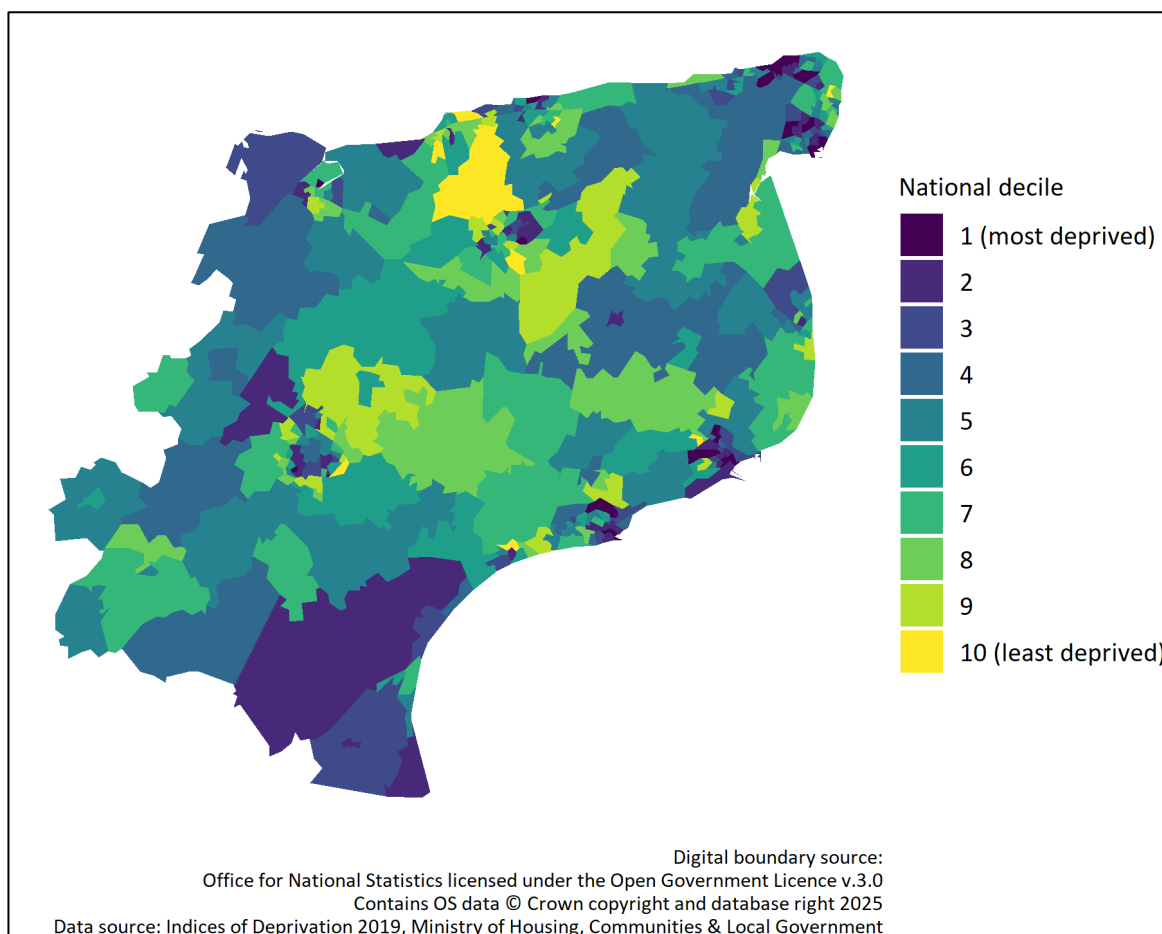 National decile
1 (most deprived)
2
3
4
5
6
7
8
9
10 (least deprived)
Digital boundary source:
Office for National Statistics licensed under the Open Government Licence v.3.0
Contains OS data © Crown copyright and database right 2025
Data source: Indices of Deprivation 2019, Ministry of Housing, Communities & Local Government